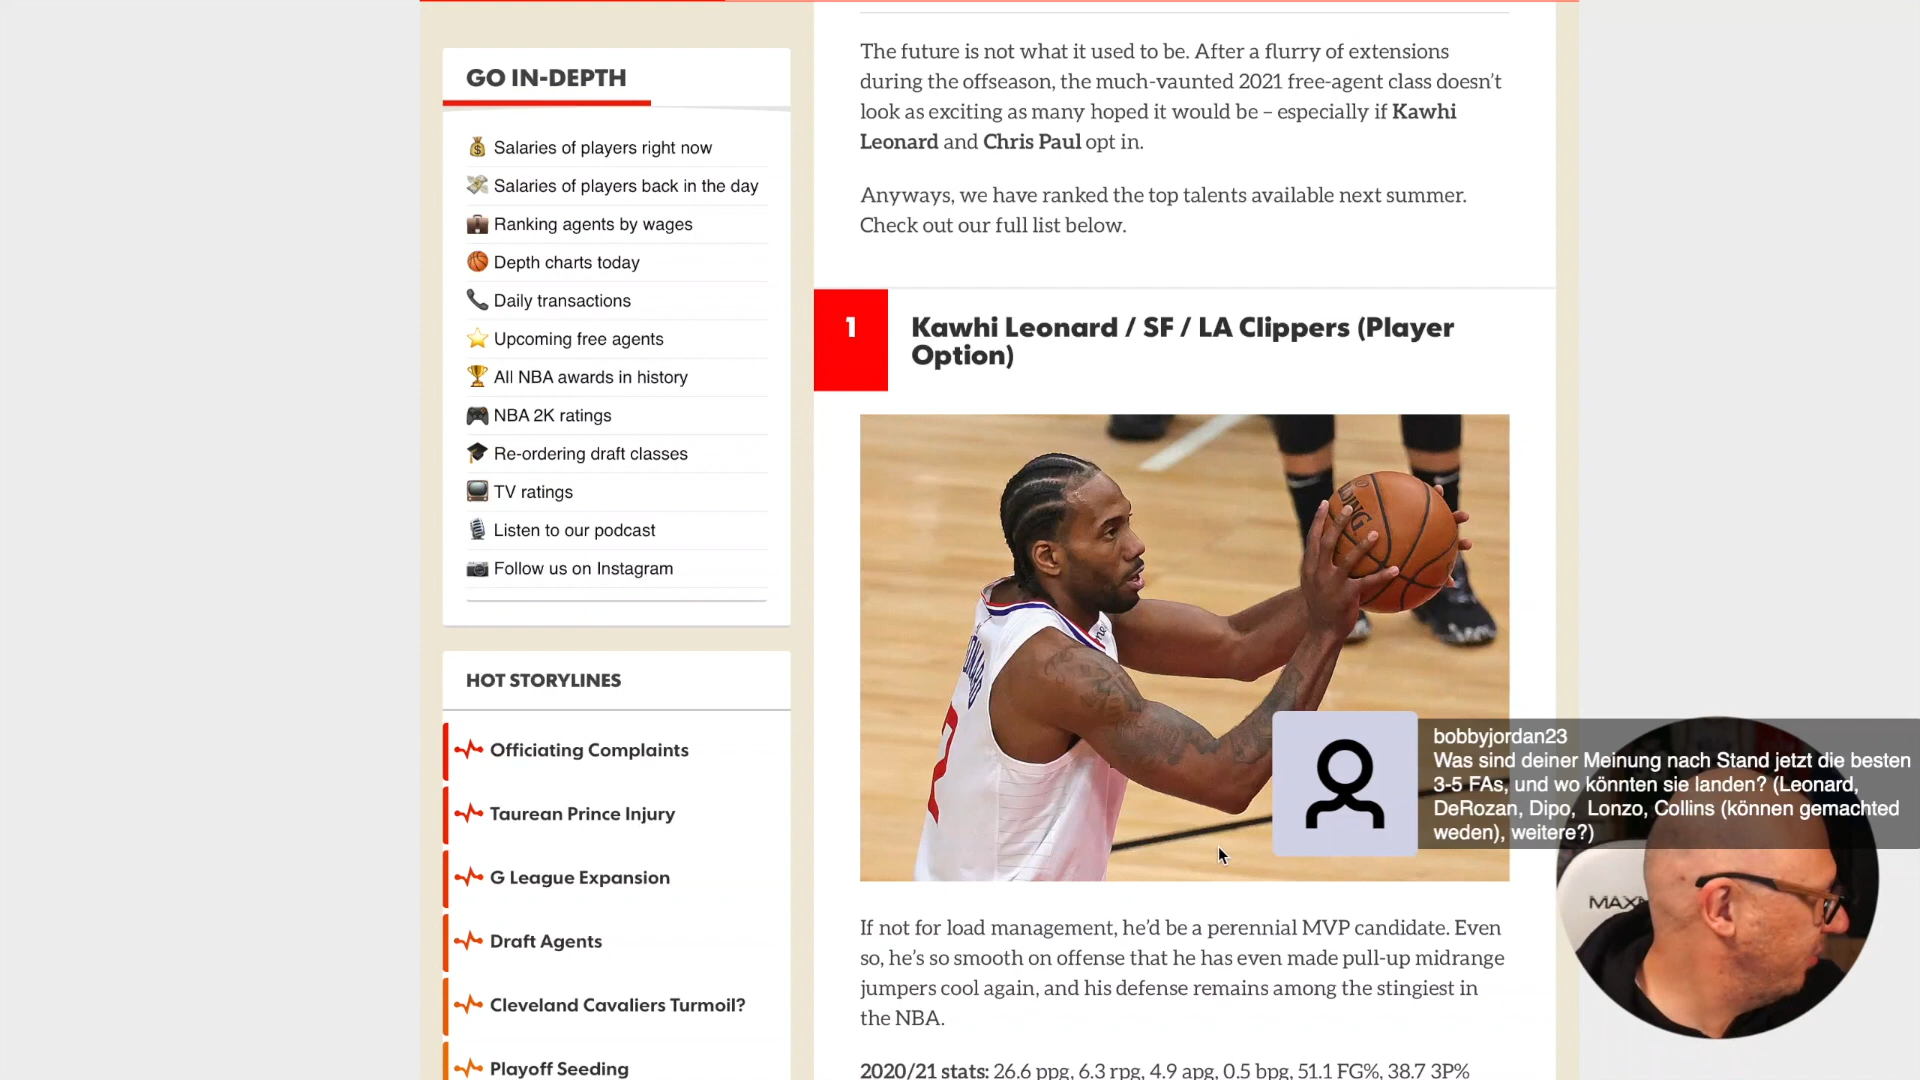 GO IN-DEPTH
Salaries of players right now
Salaries of players back in the day
Ranking agents by wages
Depth charts today
Daily transactions
Upcoming free agents
All NBA awards in history
NBA 2K ratings
Re-ordering draft classes
TV ratings
Listen to our podcast
Follow us on Instagram
HOT STORYLINES
Officiating Complaints
Taurean Prince Injury
G League Expansion
Draft Agents
Cleveland Cavaliers Turmoil?
Playoff Seeding
The future is not what it used to be. After a flurry of extensions
during the offseason, the much-vaunted 2021 free-agent class doesn't
look as exciting as many hoped it would be – especially if Kawhi
Leonard and Chris Paul opt in.
Anyways, we have ranked the top talents available next summer.
Check out our full list below.
1
Kawhi Leonard / SF / LA Clippers (Player
Option)
bobbyjordan23
Was sind deiner Meinung nach Stand jetzt die besten
3-5 FAs, und wo könnten sie landen? (Leonard,
DeRozan, Dipo, Lonzo, Collins (können gemachted
weden), weitere?)
If not for load management, he'd be a perennial MVP candidate. Even
so, he's so smooth on offense that he has even made pull-up midrange
jumpers cool again, and his defense remains among the stingiest in
the NBA.
2020/21 stats: 26.6 ppg, 6.3 rpg, 4.9 apg, 0.5 bpg, 51.1 FG%, 38.7 3P%